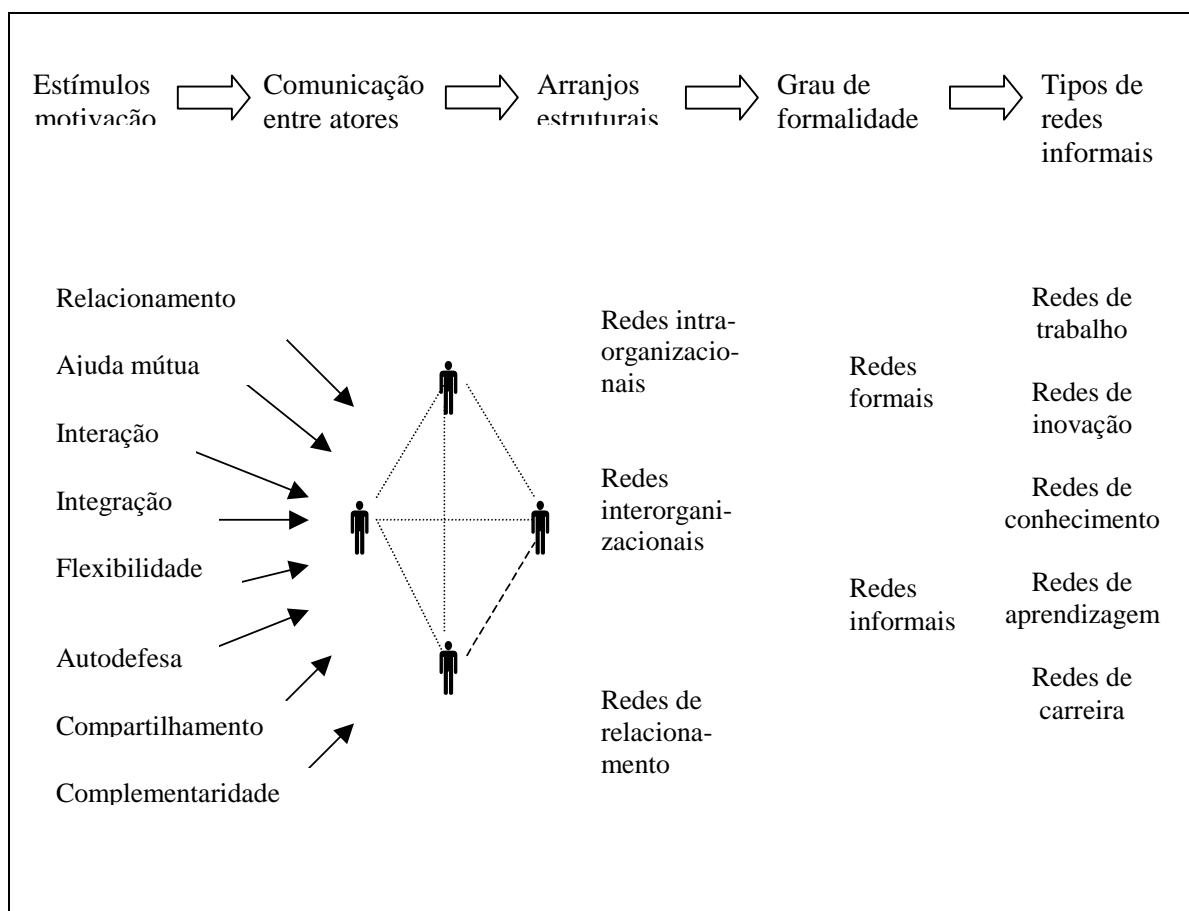 Estímulos
motivação
Comunicação
entre atores
Arranjos
estruturais
Grau de
formalidade
Tipos de
redes
informais
Relacionamento
Ajuda mútua
Interação
Integração
Flexibilidade
Autodefesa
Compartilhamento
Complementaridade
Redes intra-
organizacio-
nais
Redes
interorgani-
zacionais
Redes de
relaciona-
mento
Redes
formais
Redes
informais
Redes de
trabalho
Redes de
inovação
Redes de
conhecimento
Redes de
aprendizagem
Redes de
carreira